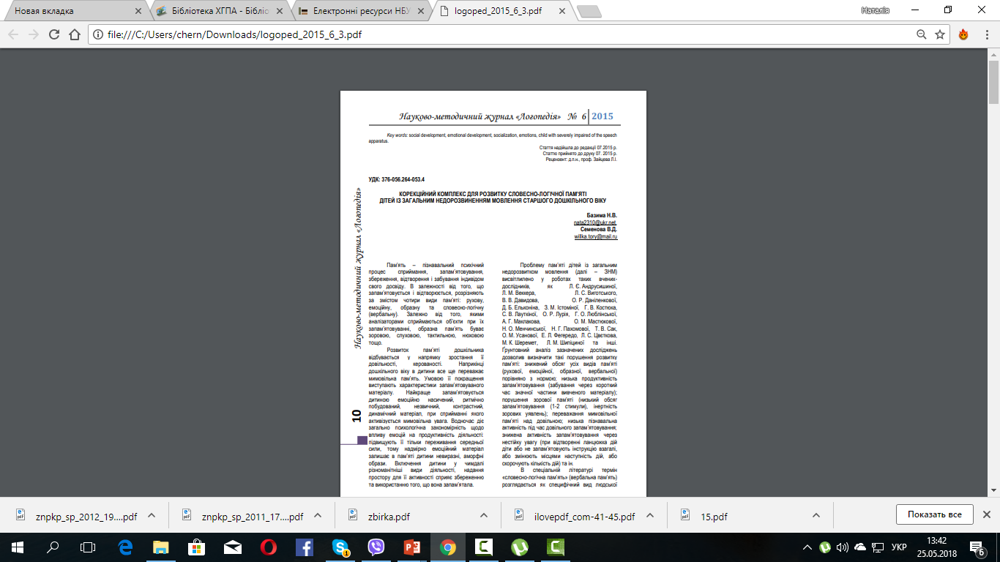 Новая вкладка
Бібліотека ХГПА - Бібліо
Електронні ресурси НБУ
logoped_2015_6_3.pdf
Наталія
file:///C:/Users/chern/Downloads/logoped_2015_6_3.pdf
Науково-методичний журнал «Логопедія» № 6 2015
Key words: social development, emotional development, socialization, emotions, child with severely impaired of the speech
apparatus.
Стаття надійшла до редакції 07.2015 р.
Статтю прийнято до друку 07. 2015 р.
Рецензент: д.п.н., проф. Зайцева Л.І.
УДК: 376-056.264-053.4
КОРЕКЦІЙНИЙ КОМПЛЕКС ДЛЯ РОЗВИТКУ СЛОВЕСНО-ЛОГІЧНОЇ ПАМ'ЯТІ
ДІТЕЙ ІЗ ЗАГАЛЬНИМ НЕДОРОЗВИНЕННЯМ МОВЛЕННЯ СТАРШОГО ДОШКІЛЬНОГО ВІКУ
Базима Н.В.
nata2310@ukr.net,
Семенова В.Д.
willka.tory@mail.ru
Науково-методичний журнал «Логопедія»
10
Пам'ять – пізнавальний психічний
процес сприймання, запам'ятовування,
збереження, відтворення і забування індивідом
свого досвіду. В залежності від того, що
запам'ятовується і відтворюється, розрізняють
за змістом чотири види пам'яті: рухову,
емоційну, образну та словесно-логічну
(вербальну). Залежно від того, якими
аналізаторами сприймаються об'єкти при їх
запам'ятовуванні, образна пам'ять буває
зоровою, слуховою, тактильною, нюховою
тощо.
Розвиток пам'яті дошкільника
відбувається у напрямку зростання її
довільності, керованості. Наприкінці
дошкільного віку в дитини все ще переважає
мимовільна пам'ять. Умовою її покращення
виступають характеристики запам'ятовуваного
матеріалу. Найкраще запам'ятовується
дитиною емоційно насичений, ритмічно
побудований, незвичний, контрастний,
динамічний матеріал, при сприйманні якого
активізується мимовільна увага. Водночас діє
загально психологічна закономірність щодо
впливу емоцій на продуктивність діяльності:
підвищують її тільки переживання середньої
сили, тому надмірно емоційний матеріал
залишає в пам'яті дитини невиразні, аморфні
образи. Включення дитини у чимдалі
різноманітніші види діяльності, надання
простору для її активності сприяє збереженню
та використанню того, що вона запам'ятала.
Проблему пам'яті дітей із загальним
недорозвитком мовлення (далі – ЗНМ)
висвітлилено у роботах таких вчених-
дослідників, як Л. Є. Андрусишиної,
Л. М. Веккера, Л. С. Виготського,
В. В. Давидова, О. Р. Даніленкової,
Д. Б. Ельконіна, З. М. Істоміної, Г. В. Костюка,
С. В. Лауткіної, О. Р. Лурія, Г. О. Люблінської,
А. Г. Маклакова, О. М. Мастюкової,
Н. О. Менчинської, Н. Г. Пахомової, Т. В. Сак,
О. М. Усанової, Е. Л. Фегередо, Л. С. Цвєткова,
М. К. Шеремет, Л. М. Шипіциної та інші.
Ґрунтовний аналіз зазначених досліджень
дозволив визначити такі порушення розвитку
пам'яті: знижений обсяг усіх видів пам'яті
(рухової, емоційної, образної, вербальної)
порівняно з нормою; низька продуктивність
запам'ятовування (забування через короткий
час значної частини вивченого матеріалу);
порушення зорової пам'яті (низький обсяг
запам'ятовування (1-2 стимули), інертність
зорових уявлень); переважання мимовільної
пам'яті над довільною; низька пізнавальна
активність під час довільного запам'ятовування;
знижена активність запам'ятовування через
нестійку увагу (при відтворенні ланцюжка дій
діти або не запам'ятовують інструкцію взагалі,
або змінюють місцями наступність дій, або
скорочують кількість дій) та ін.
В спеціальній літературі термін
«словесно-логічна пам'ять» (вербальна пам'ять)
розглядається як специфічний вид людської
znpkp_sp_2012_19....pdf
znpkp_sp_2011_17....pdf
zbirka.pdf
ilovepdf_com-41-45.pdf
15.pdf
Показать все
1
УКР
13:42
25.05.2018
6